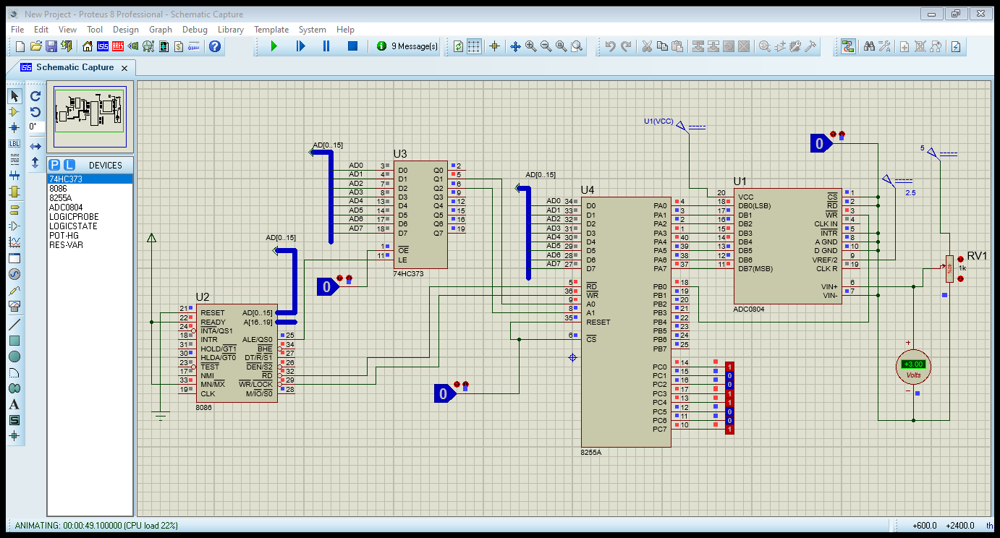 New Project - Proteus 8 Professional - Schematic Capture
File Edit View Tool Design Graph Debug Library Template System Help
9 Message(s)
Schematic Capture
0°
P L DEVICES
74HC373
8086
8255A
ADC0804
LOGICPROBE
LOGICSTATE
POT-HG
RES-VAR
LBL
A
S
U1(VCC)
0
5
2.5
AD[0..15]
U3
AD0 3 D0 Q0 2
AD1 4 D1 Q1 5
AD2 7 D2 Q2 6
AD3 8 D3 Q3 9
AD4 13 D4 Q4 12
AD5 14 D5 Q5 15
AD6 17 D6 Q6 16
AD7 18 D7 Q7 19
1 OE
11 LE
74HC373
0
AD[0..15]
U2
21 RESET AD[0..15]
22 READY A[16..19]
24 INTA/QS1
18 INTR ALE/QS0 25
31 HOLD/GT1 BHE 34
30 HLDA/GT0 DT/R/S1 27
23 TEST DEN/S2 26
17 NMI RD 32
33 MN/MX WR/LOCK 29
19 CLK M/IO/S0 28
8086
0
AD[0..15]
U4
AD0 34 D0 PA0 4
AD1 33 D1 PA1 3
AD2 32 D2 PA2 2
AD3 31 D3 PA3 1
AD4 30 D4 PA4 40
AD5 29 D5 PA5 39
AD6 28 D6 PA6 38
AD7 27 D7 PA7 37
5 RD PB0 18
36 WR PB1 19
9 A0 PB2 20
8 A1 PB3 21
35 RESET PB4 22
PB5 23
6 CS PB6 24
PB7 25
PC0 14 1
PC1 15 0
PC2 16 0
PC3 17 1
PC4 13 1
PC5 12 0
PC6 11 0
PC7 10 1
8255A
U1
20 VCC CS 1
18 DB0(LSB) RD 2
17 DB1 WR 3
16 DB2 CLK IN 4
15 DB3 INTR 5
14 DB4 A GND 8
13 DB5 D GND 10
12 DB6 VREF/2 9
11 DB7(MSB) CLK R 19
VIN+ 6
VIN- 7
ADC0804
RV1
1k
40%
+
+3.00
Volts
−
ANIMATING: 00:00:49.100000 (CPU load 22%)
+600.0 +2400.0 th